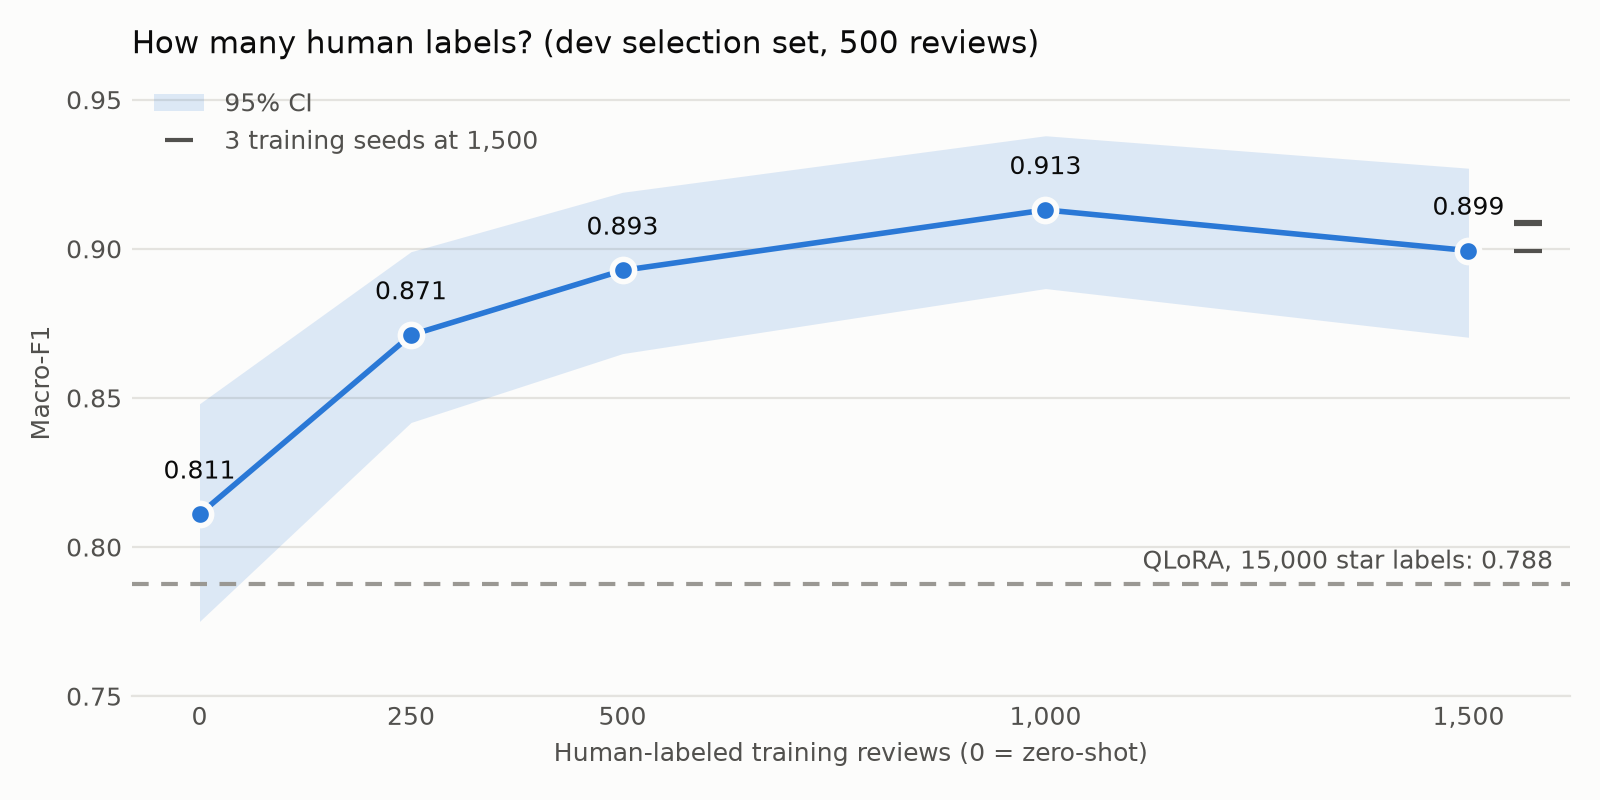 How many human labels? (dev selection set, 500 reviews)
95% CI
3 training seeds at 1,500
0.95
0.90
0.85
0.80
0.75
Macro-F1
0.811
0.871
0.893
0.913
0.899
QLoRA, 15,000 star labels: 0.788
0
250
500
1,000
1,500
Human-labeled training reviews (0 = zero-shot)